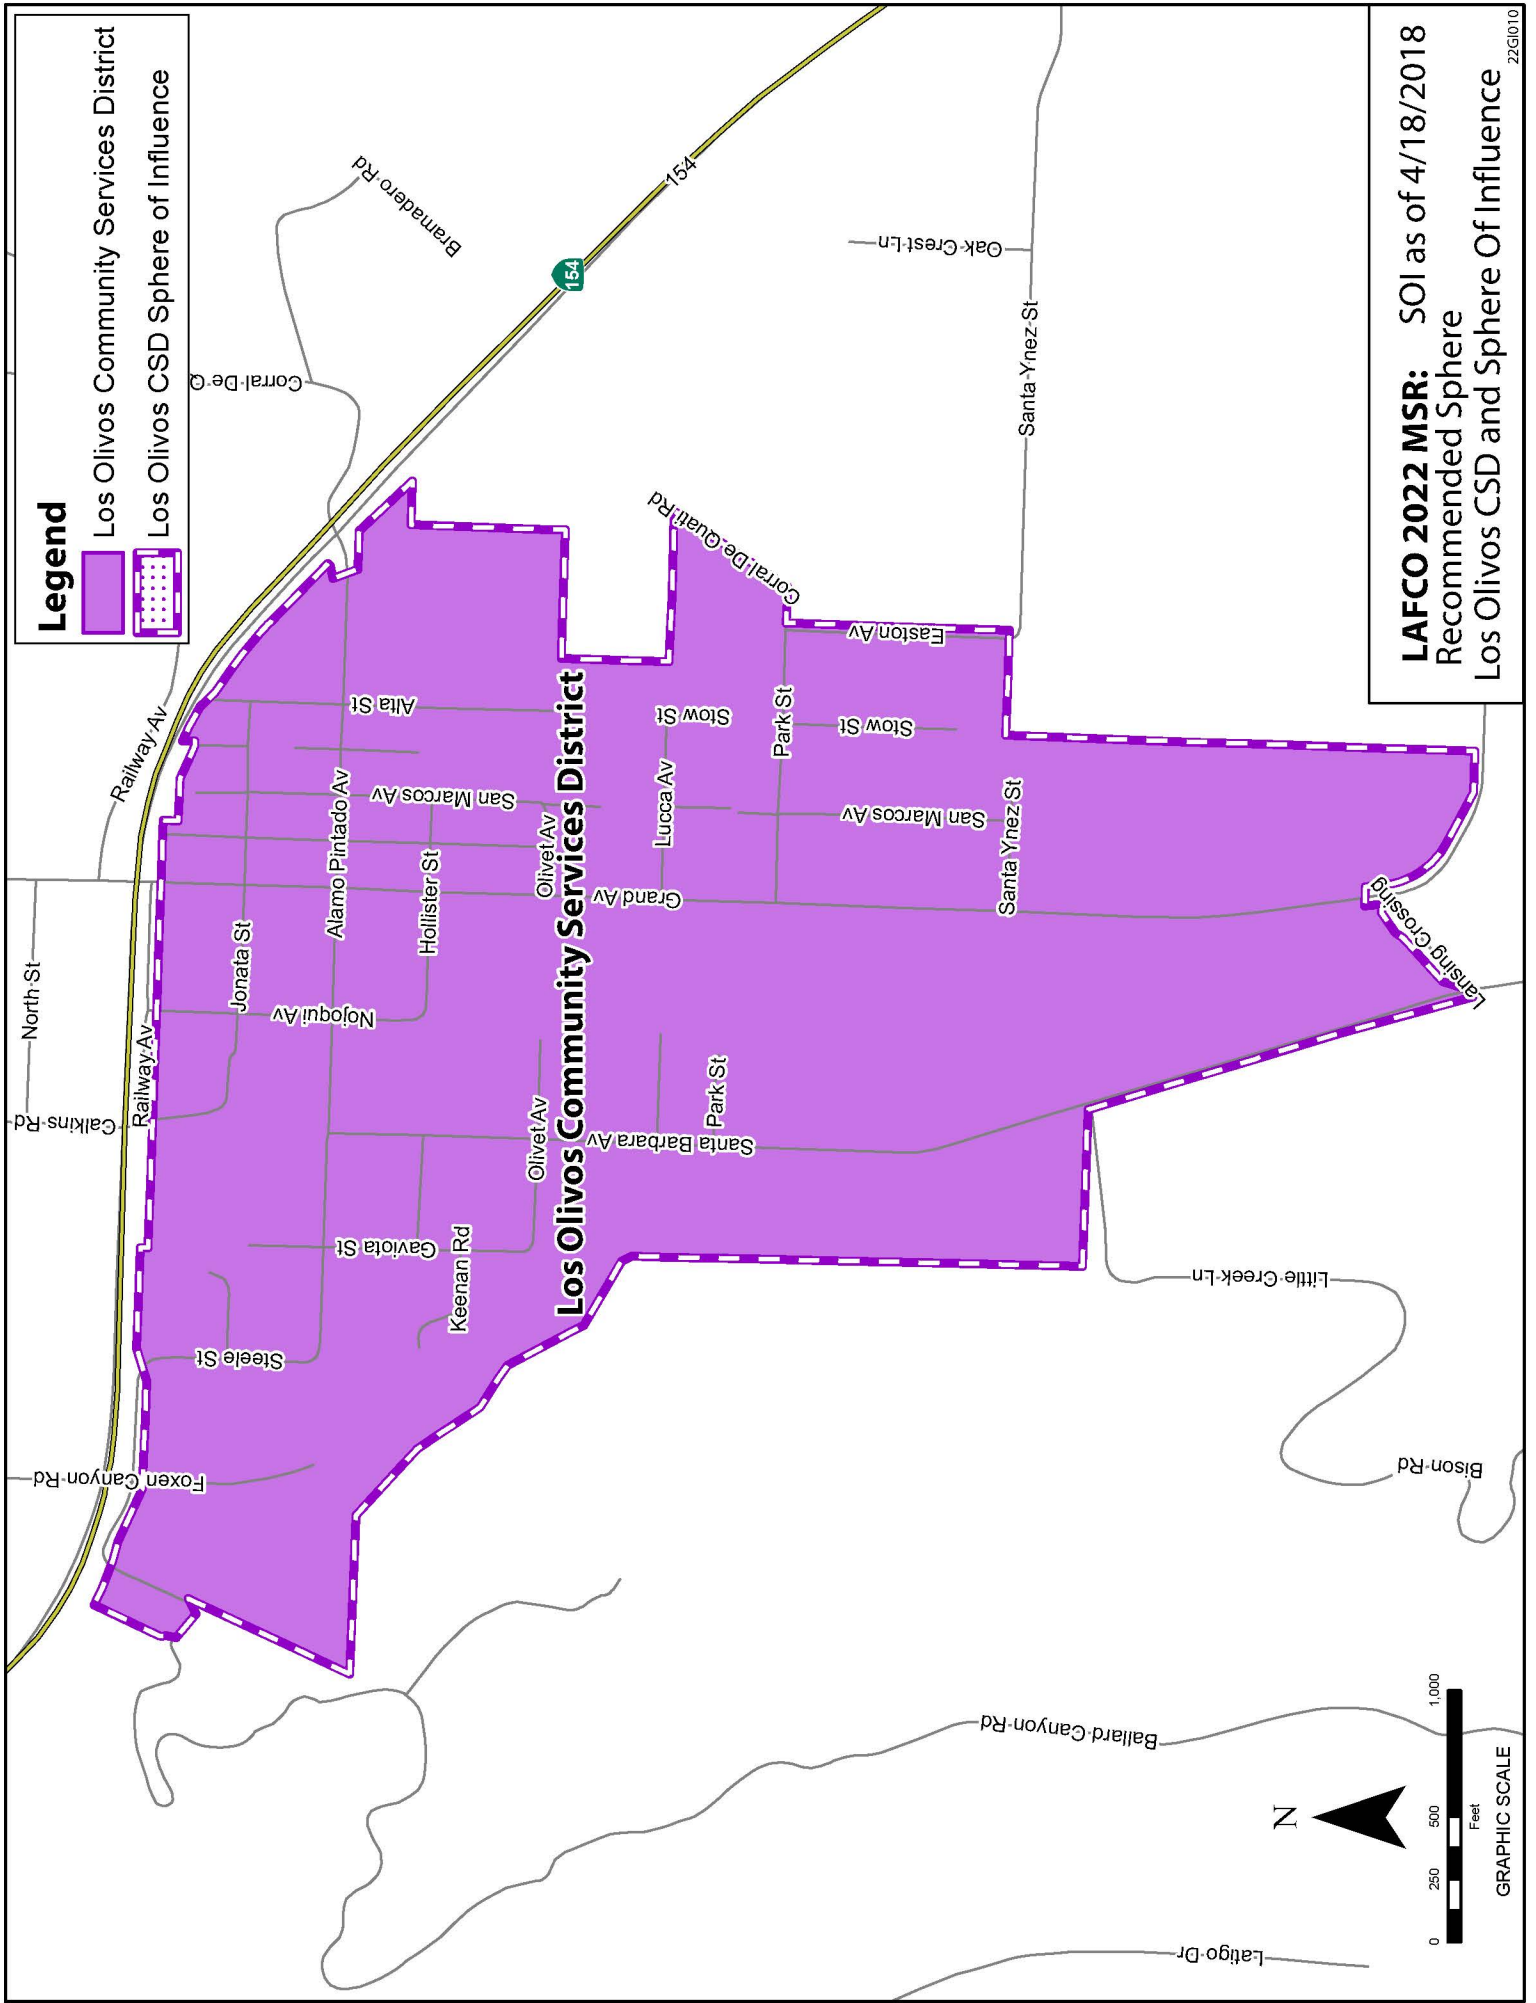 Legend
Los Olivos Community Services District
Los Olivos CSD Sphere of Influence
Foxen Canyon Rd
Steele St
Gaviota St
Keenan Rd
Calkins Rd
North St
Railway Av
Jonata St
Nojoqui Av
Alamo Pintado Av
Hollister St
Railway Av
San Marcos Av
Alta St
Corral De Q
Bramadero Rd
154
154
Olivet Av
Olivet Av
Los Olivos Community Services District
Santa Barbara Av
Grand Av
Lucca Av
Stow St
Corral De Quati Rd
Park St
Park St
Stow St
Easton Av
San Marcos Av
Santa Ynez St
Santa Ynez St
Oak Crest Ln
Little Creek Ln
Lansing Crossing
Bison Rd
Ballard Canyon Rd
Latigo Dr
N
0 250 500 1,000
Feet
GRAPHIC SCALE
LAFCO 2022 MSR: SOI as of 4/18/2018
Recommended Sphere
Los Olivos CSD and Sphere Of Influence
22GI010